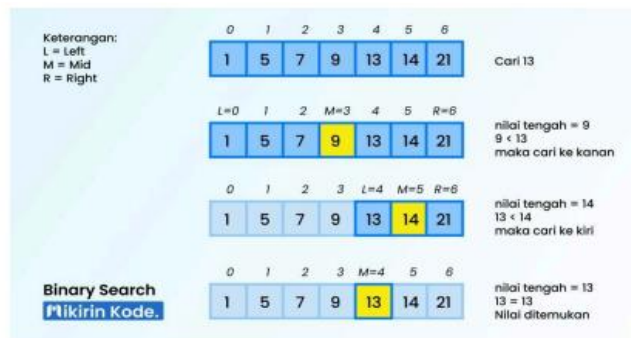 Keterangan:
L = Left
M = Mid
R = Right
0 1 2 3 4 5 6
1 5 7 9 13 14 21
Cari 13
L=0 1 2 M=3 4 5 R=6
1 5 7 9 13 14 21
nilai tengah = 9
9 < 13
maka cari ke kanan
0 1 2 3 L=4 M=5 R=6
1 5 7 9 13 14 21
nilai tengah = 14
13 < 14
maka cari ke kiri
0 1 2 3 M=4 5 6
1 5 7 9 13 14 21
nilai tengah = 13
13 = 13
Nilai ditemukan
Binary Search
Mikirin Kode.